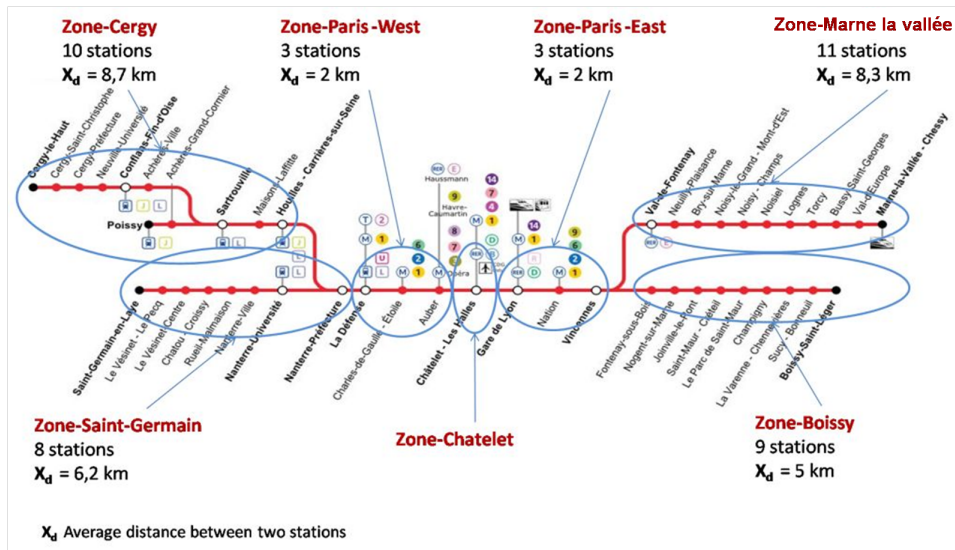 Zone-Cergy
10 stations
Xd = 8,7 km
Zone-Paris -West
3 stations
Xd = 2 km
Zone-Paris -East
3 stations
Xd = 2 km
Zone-Marne la vallée
11 stations
Xd = 8,3 km
Cergy-le-Haut
Cergy-Saint-Christophe
Cergy-Préfecture
Neuville-Université
Conflans-Fin-d'Oise
Achères-Ville
Achères-Grand-Cormier
Poissy
Sartrouville
Maisons-Laffitte
Houilles - Carrières-sur-Seine
Haussmann
Havre-
Caumartin
Opéra
Val-de-Fontenay
Neuilly-Plaisance
Bry-sur-Marne
Noisy-le-Grand - Mont-d'Est
Noisy - Champs
Noisiel
Lognes
Torcy
Bussy-Saint-Georges
Val-d'Europe
Marne-la-Vallée - Chessy
Saint-Germain-en-Laye
Le Vésinet - Le Pecq
Le Vésinet-Centre
Chatou - Croissy
Rueil-Malmaison
Nanterre-Ville
Nanterre-Université
Nanterre-Préfecture
La Défense
Charles-de-Gaulle - Étoile
Auber
Châtelet - Les Halles
Gare de Lyon
Nation
Vincennes
Fontenay-sous-Bois
Nogent-sur-Marne
Joinville-le-Pont
Saint-Maur - Créteil
Le Parc de Saint-Maur
Champigny
La Varenne - Chennevières
Sucy - Bonneuil
Boissy-Saint-Léger
Zone-Saint-Germain
8 stations
Xd = 6,2 km
Zone-Chatelet
Zone-Boissy
9 stations
Xd = 5 km
Xd Average distance between two stations